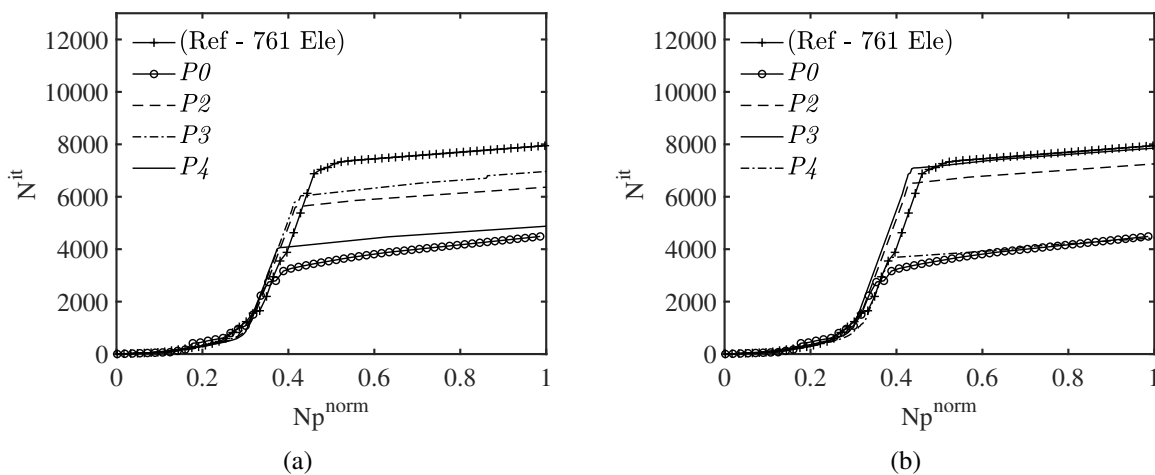 12000
10000
8000
6000
4000
2000
0
N^it
(Ref - 761 Ele)
P0
P2
P3
P4
0 0.2 0.4 0.6 0.8 1
Np^norm
(a)
12000
10000
8000
6000
4000
2000
0
N^it
(Ref - 761 Ele)
P0
P2
P3
P4
0 0.2 0.4 0.6 0.8 1
Np^norm
(b)